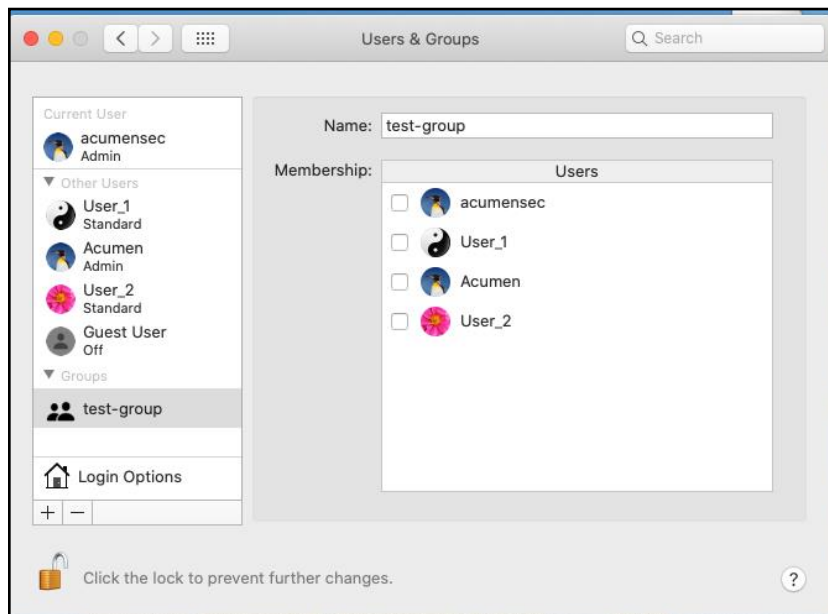 Users & Groups
Search
Current User
acumensec
Admin
Other Users
User_1
Standard
Acumen
Admin
User_2
Standard
Guest User
Off
Groups
test-group
Login Options
+ −
Name: test-group
Membership: Users
acumensec
User_1
Acumen
User_2
Click the lock to prevent further changes.
?